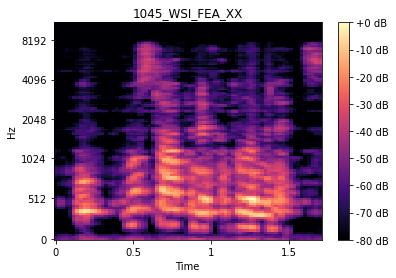 1045_WSI_FEA_XX
+0 dB
8192
-10 dB
4096
-20 dB
-30 dB
2048
Hz
-40 dB
1024
-50 dB
512
-60 dB
-70 dB
0
-80 dB
0
0.5
1
1.5
Time